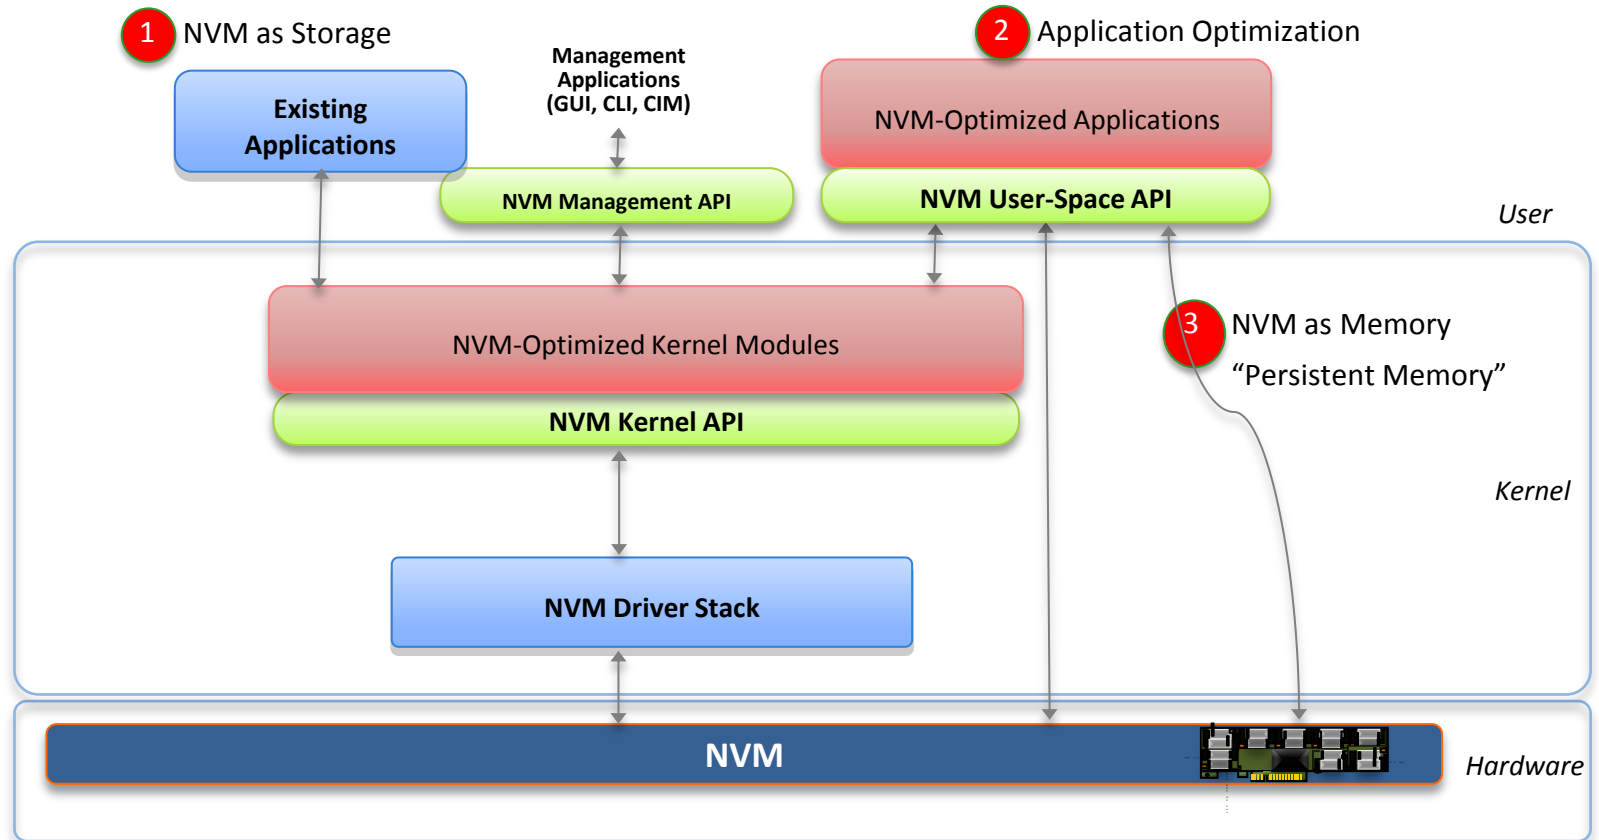 1 NVM as Storage
2 Application Optimization
Management
Applications
(GUI, CLI, CIM)
Existing
Applications
NVM-Optimized Applications
NVM Management API
NVM User-Space API
User
3 NVM as Memory
“Persistent Memory”
NVM-Optimized Kernel Modules
NVM Kernel API
Kernel
NVM Driver Stack
NVM
Hardware